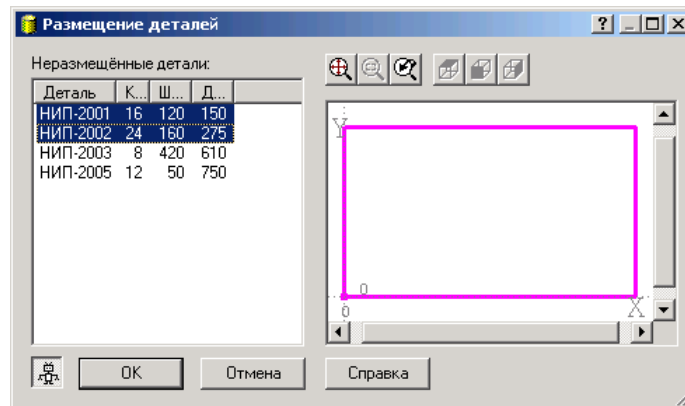 Размещение деталей
Неразмещённые детали:
Деталь К... Ш... Д...
НИП-2001 16 120 150
НИП-2002 24 160 275
НИП-2003 8 420 610
НИП-2005 12 50 750
Y
0
0
X
OK Отмена Справка